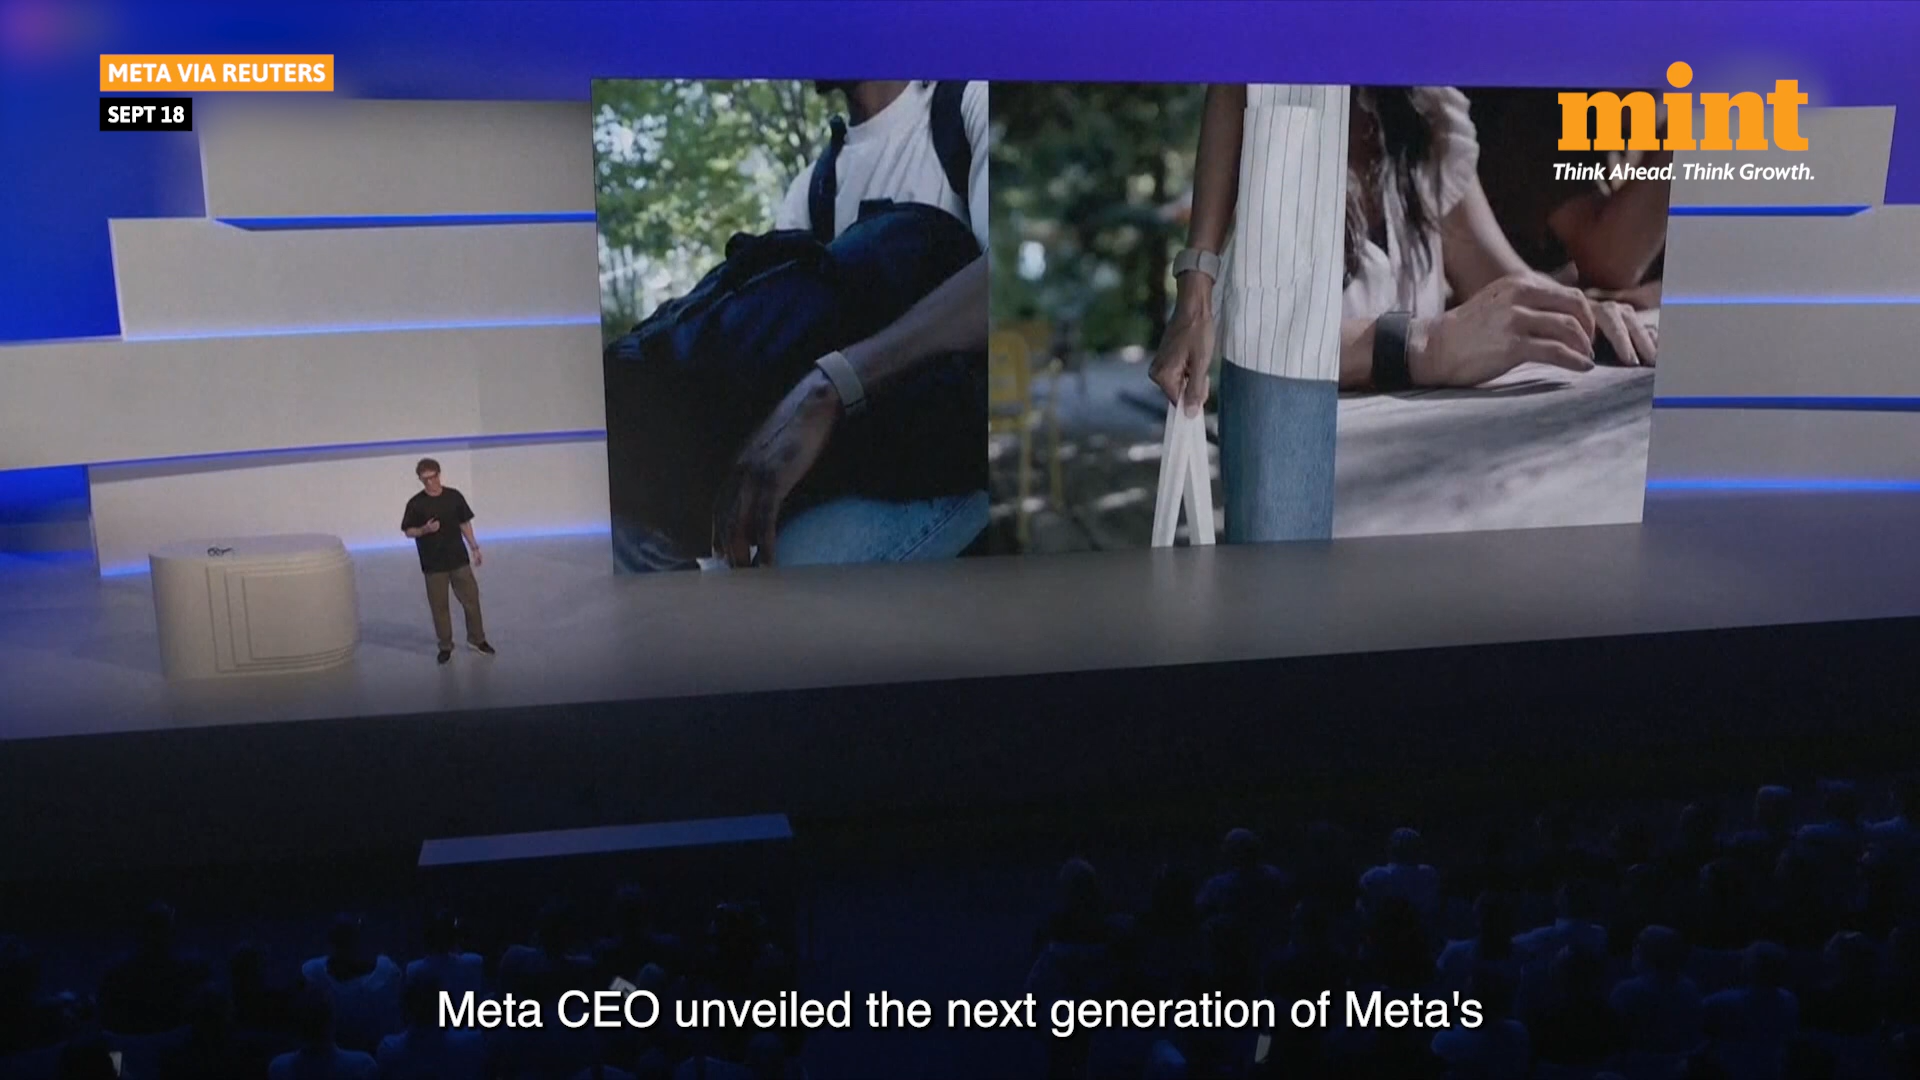 META VIA REUTERS
SEPT 18
mint
Think Ahead. Think Growth.
Meta CEO unveiled the next generation of Meta's